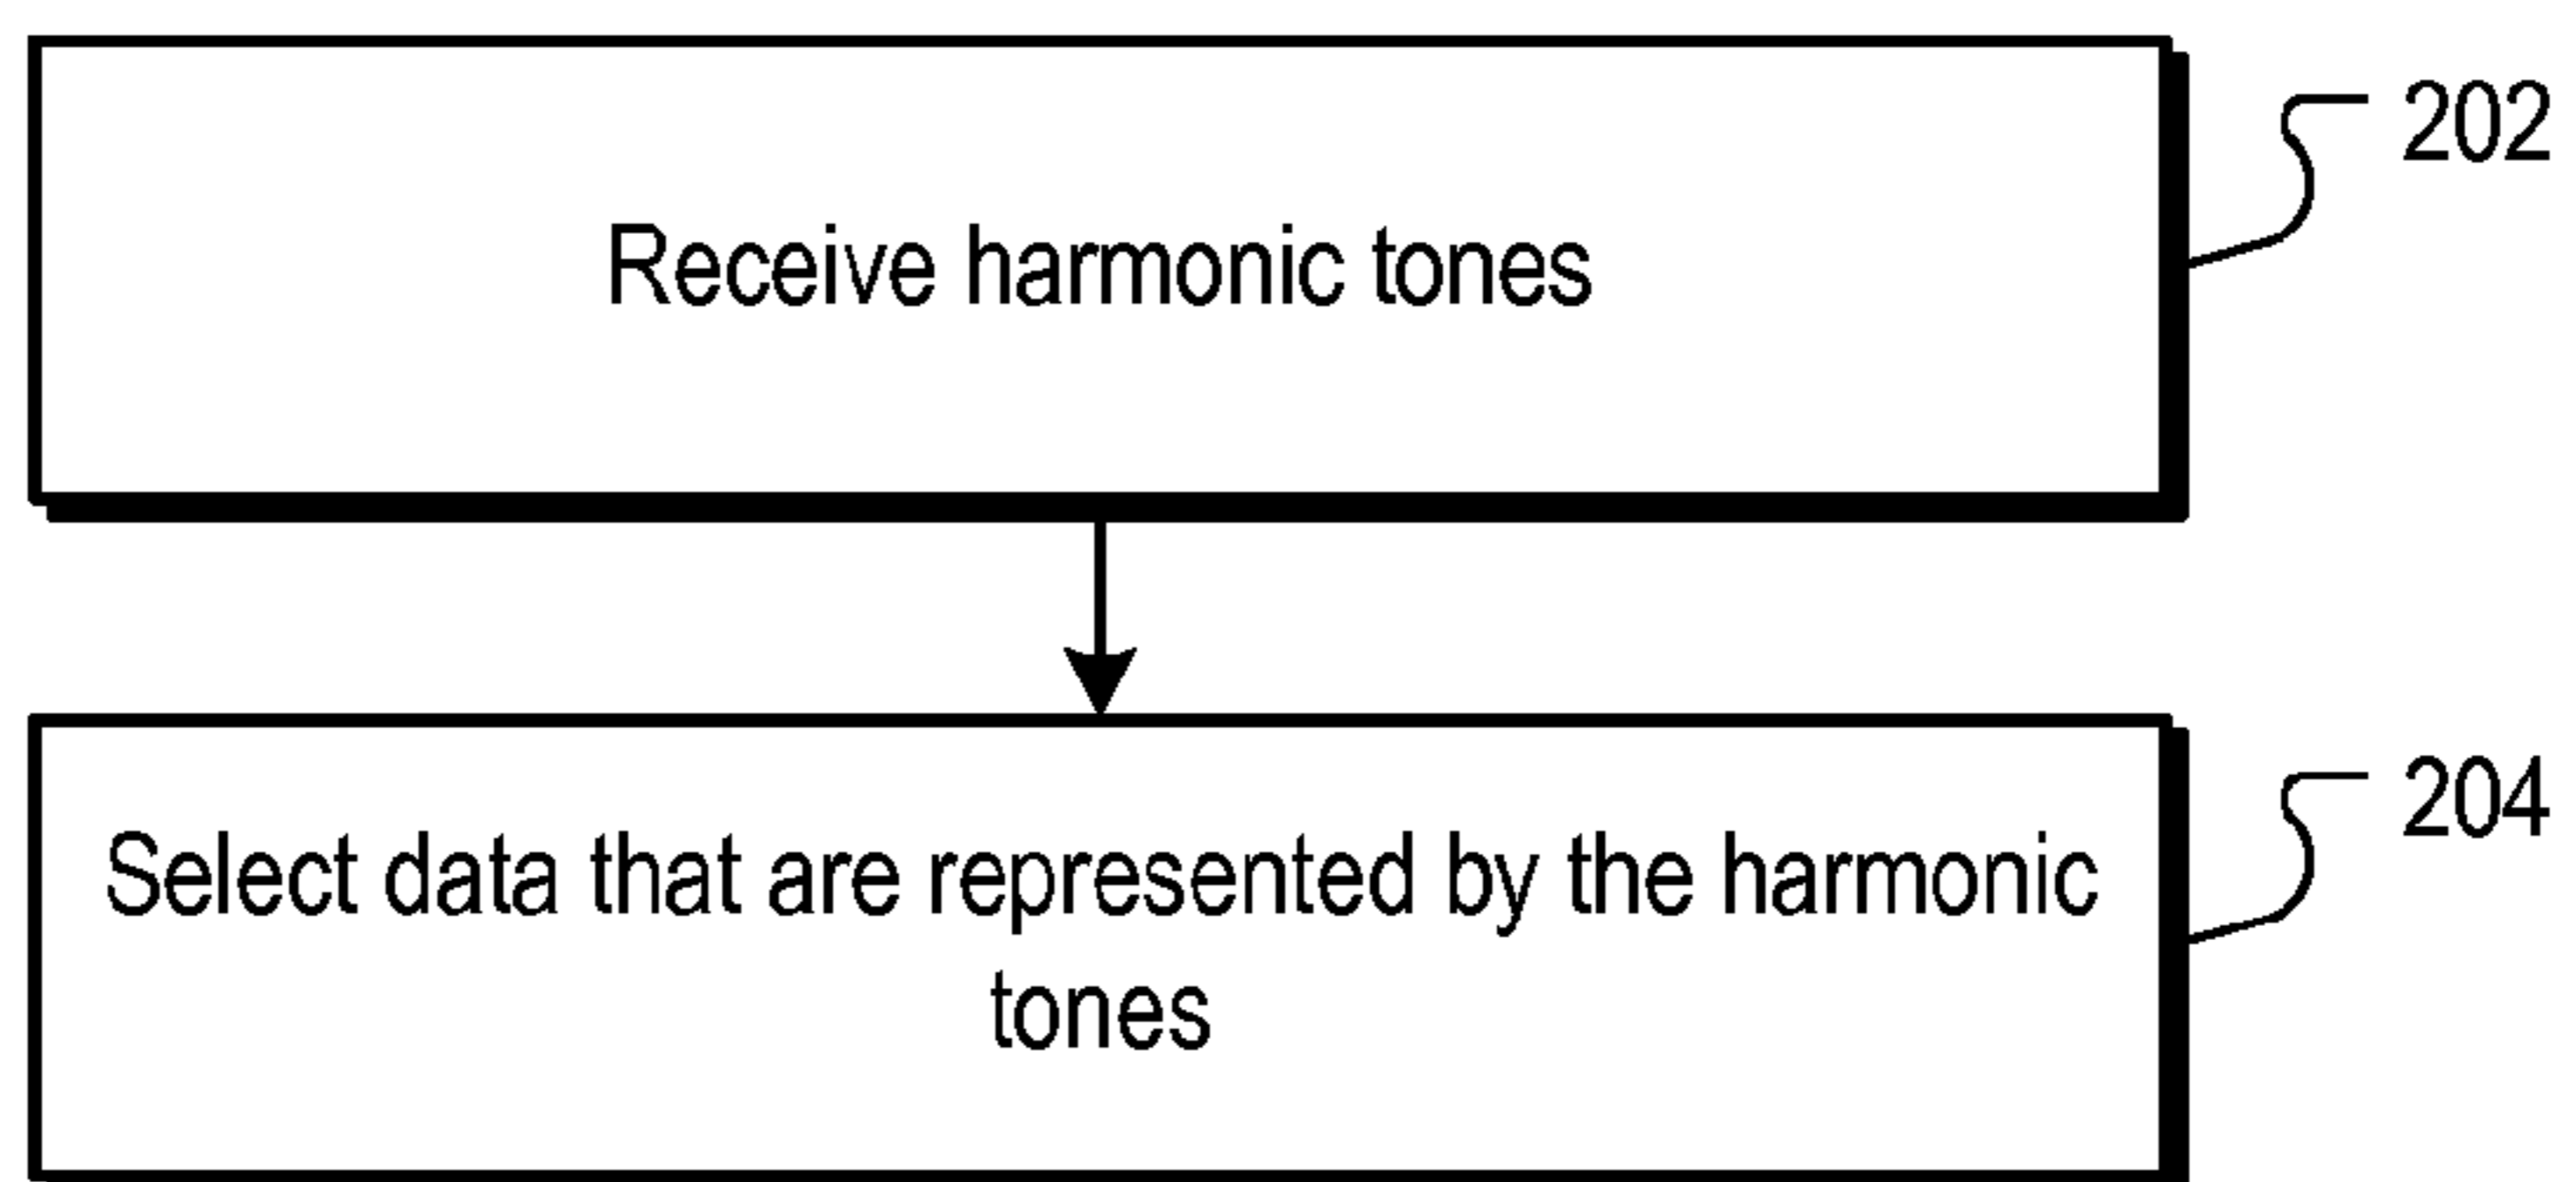 Receive harmonic tones
202
Select data that are represented by the harmonic
tones
204